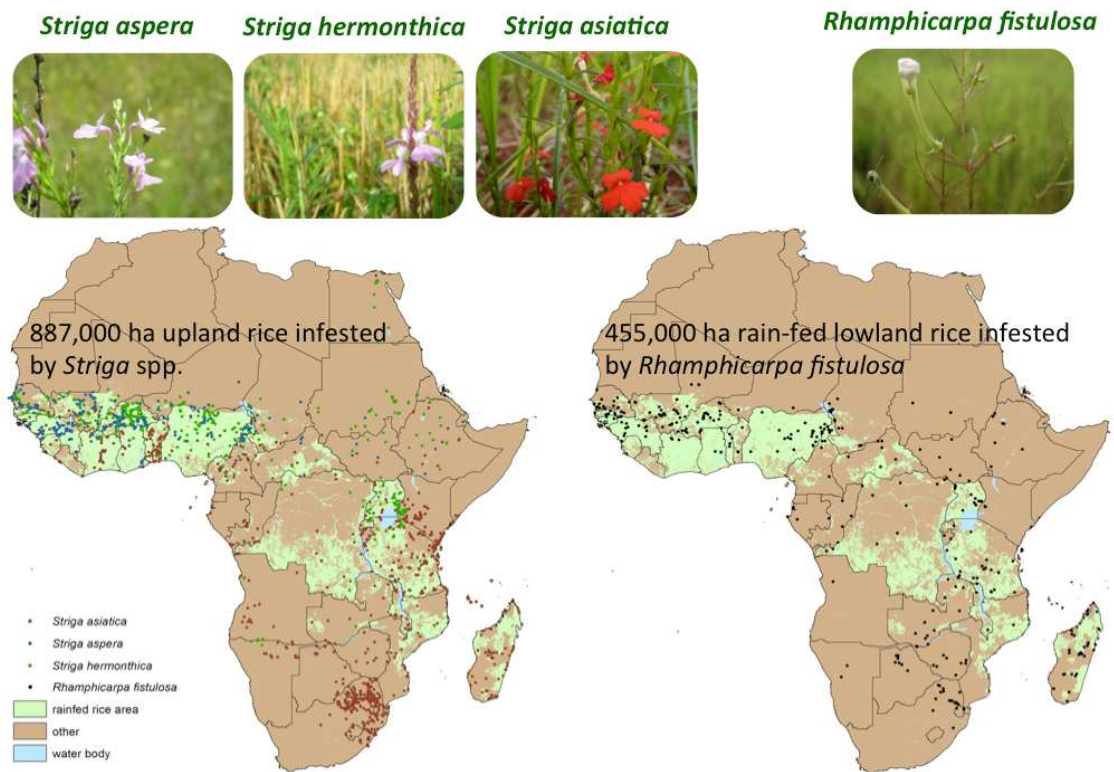 Striga aspera
Striga hermonthica
Striga asiatica
Rhamphicarpa fistulosa
887,000 ha upland rice infested
by Striga spp.
455,000 ha rain-fed lowland rice infested
by Rhamphicarpa fistulosa
Striga asiatica
Striga aspera
Striga hermonthica
Rhamphicarpa fistulosa
rainfed rice area
other
water body